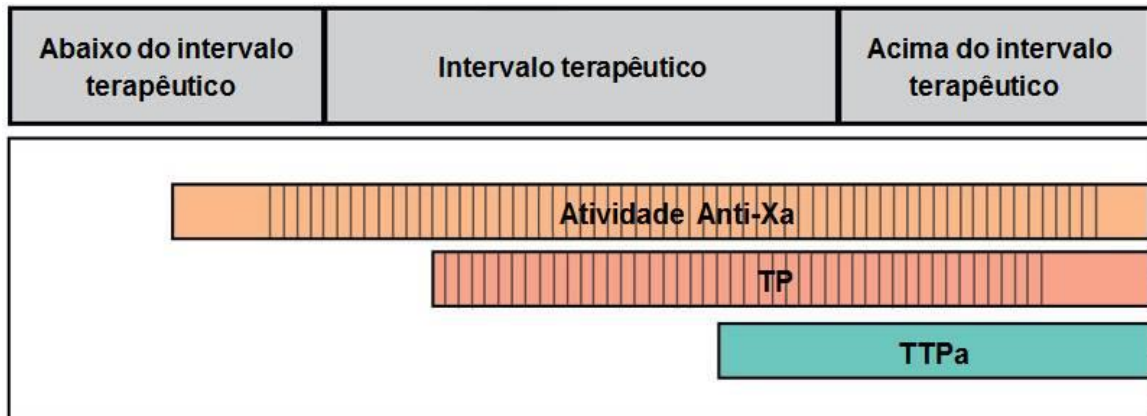 Abaixo do intervalo
terapêutico
Intervalo terapêutico
Acima do intervalo
terapêutico
Atividade Anti-Xa
TP
TTPa